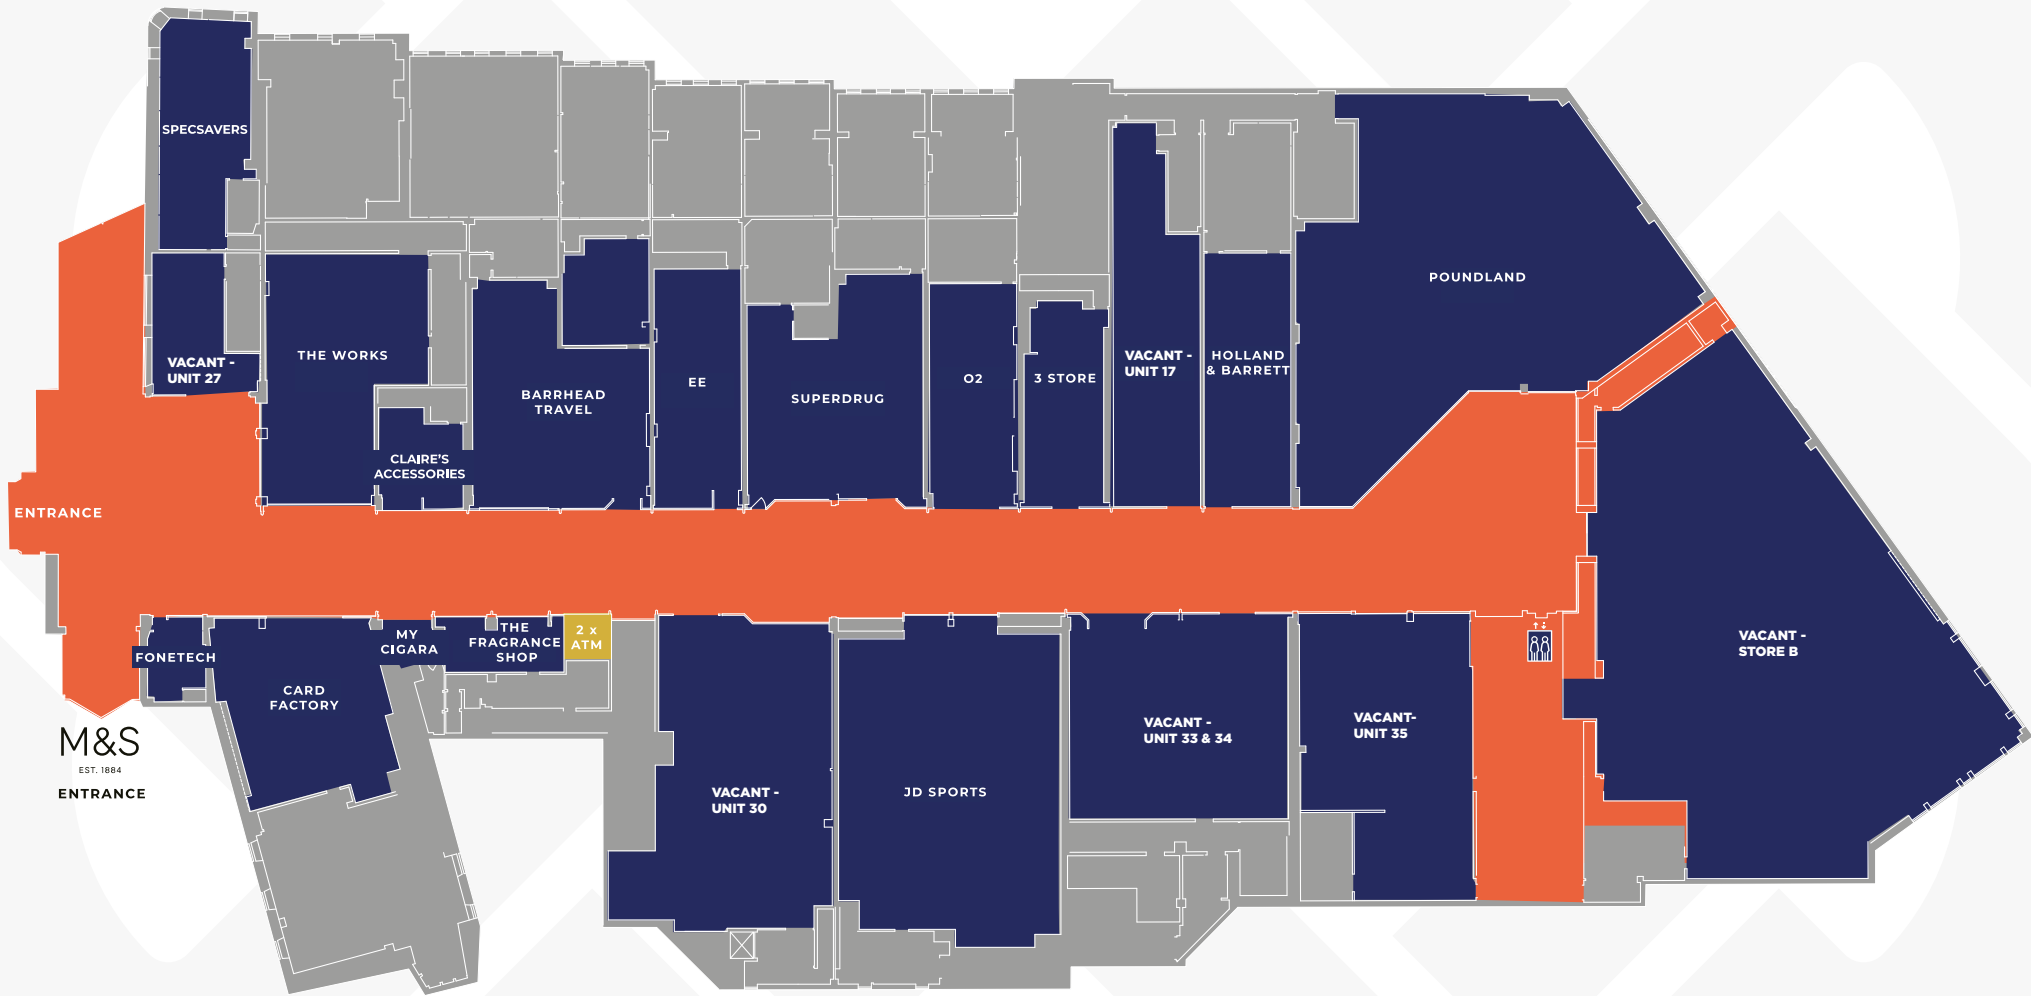 SPECSAVERS
POUNDLAND
VACANT -
UNIT 27
THE WORKS
BARRHEAD
TRAVEL
EE
SUPERDRUG
O2
3 STORE
VACANT -
UNIT 17
HOLLAND
& BARRETT
CLAIRE'S
ACCESSORIES
ENTRANCE
FONETECH
MY
CIGARA
THE
FRAGRANCE
SHOP
2 x
ATM
CARD
FACTORY
VACANT -
STORE B
VACANT -
UNIT 33 & 34
VACANT-
UNIT 35
VACANT -
UNIT 30
JD SPORTS
M&S
EST. 1884
ENTRANCE